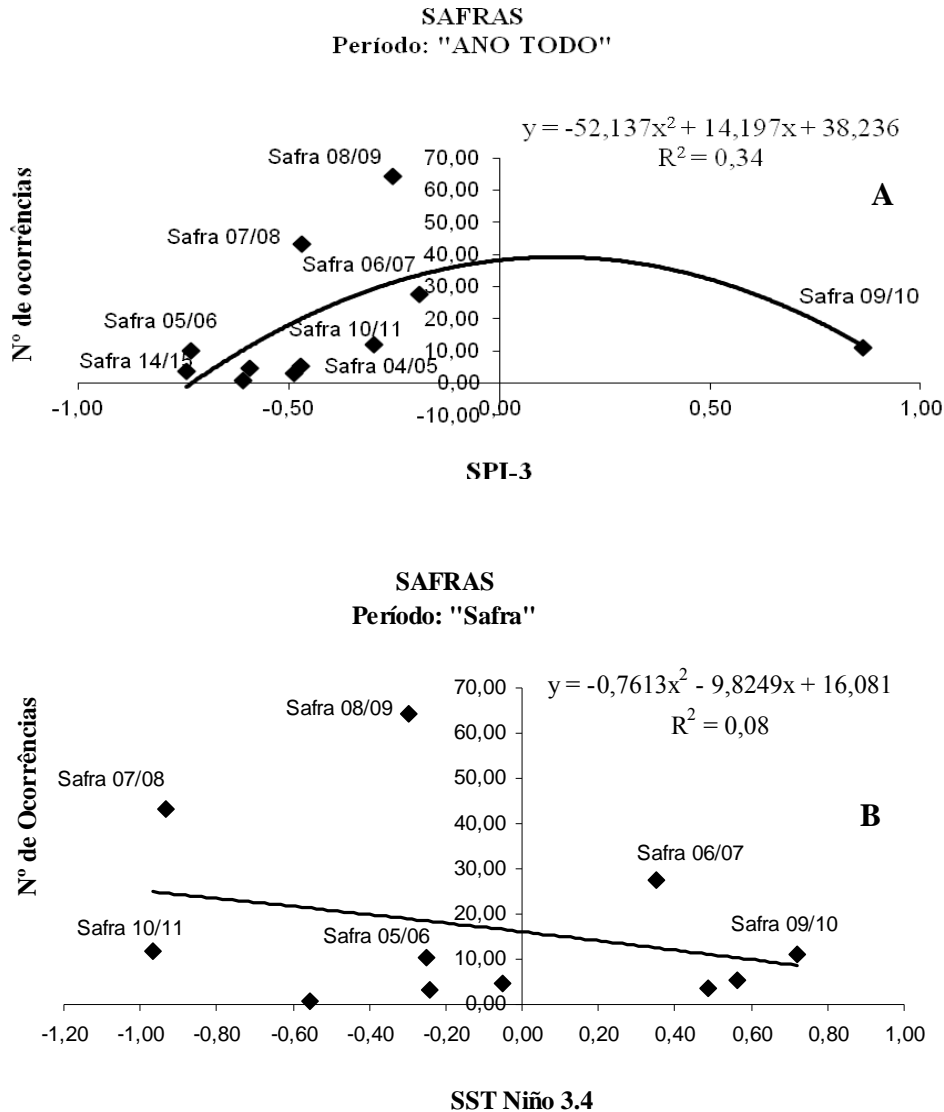 SAFRAS
Período: "ANO TODO"
y = -52,137x² + 14,197x + 38,236
R² = 0,34
A
Nº de ocorrências
70,00
60,00
50,00
40,00
30,00
20,00
10,00
0,00
-10,00
Safra 08/09
Safra 07/08
Safra 06/07
Safra 09/10
Safra 05/06
Safra 10/11
Safra 14/15
Safra 04/05
-1,00
-0,50
0,00
0,50
1,00
SPI-3
SAFRAS
Período: "Safra"
y = -0,7613x² - 9,8249x + 16,081
R² = 0,08
B
Nº de Ocorrências
70,00
60,00
50,00
40,00
30,00
20,00
10,00
0,00
Safra 08/09
Safra 07/08
Safra 06/07
Safra 10/11
Safra 05/06
Safra 09/10
-1,20
-1,00
-0,80
-0,60
-0,40
-0,20
0,00
0,20
0,40
0,60
0,80
1,00
SST Niño 3.4